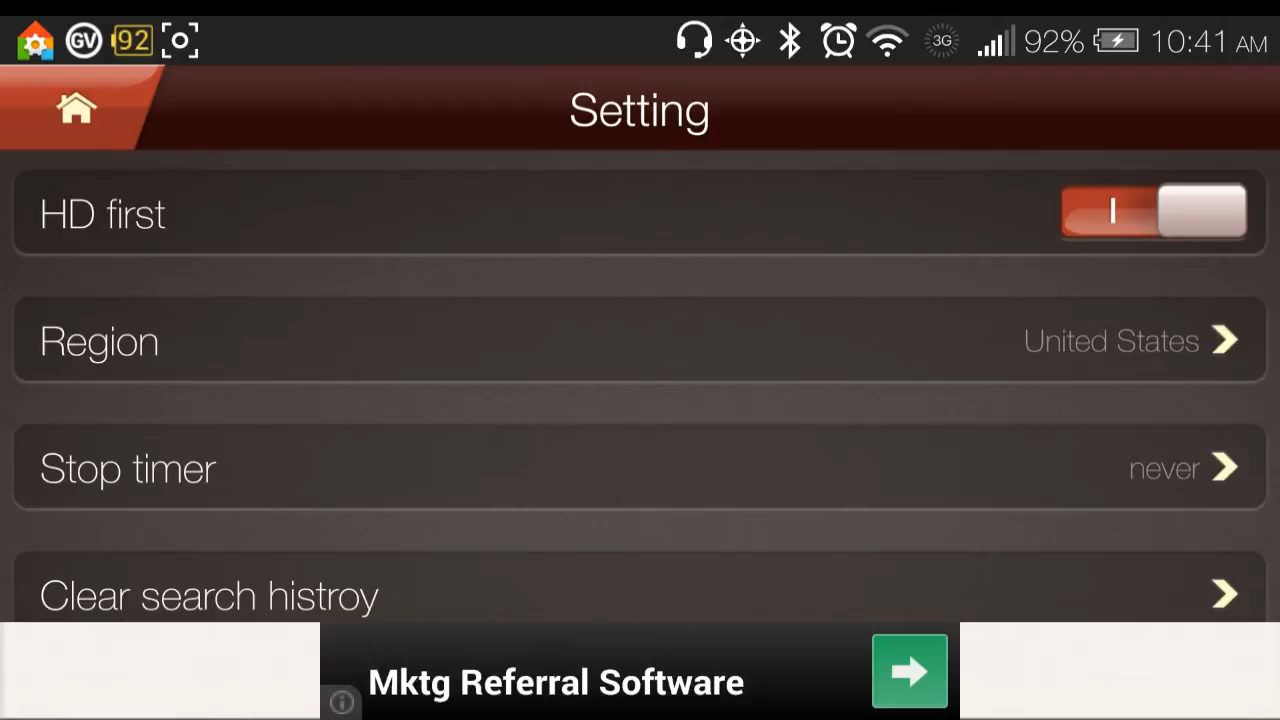 GV 92 3G 92% 10:41 AM
Setting
HD first
Region United States
Stop timer never
Clear search histroy
Mktg Referral Software